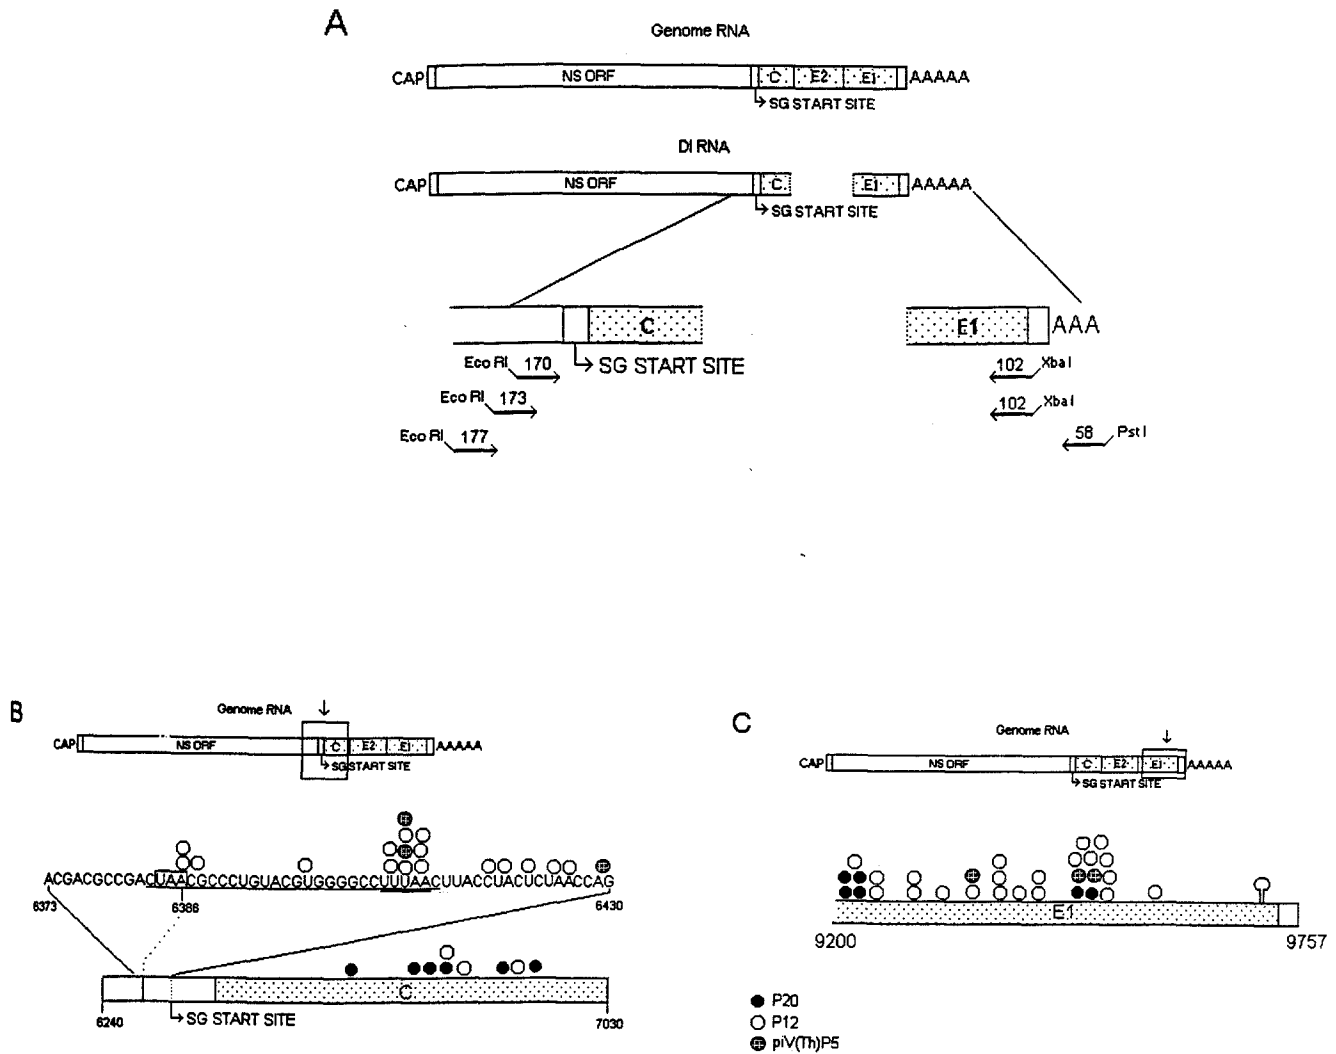 A
Genome RNA
CAP NS ORF C E2 E1 AAAAA
SG START SITE
DI RNA
CAP NS ORF C E1 AAAAA
SG START SITE
C E1 AAA
SG START SITE
Eco RI 170 102 Xba I
Eco RI 173 102 Xba I
Eco RI 177 58 Pst I
B
Genome RNA
CAP NS ORF C E2 E1 AAAAA
SG START SITE
ACGACGCCGACUAACGCCCUGUACGUGGGGCCUUUAACUUACCUACUCUAACCAG
6373 6386 6430
C
6240 SG START SITE 7030
C
Genome RNA
CAP NS ORF C E2 E1 AAAAA
SG START SITE
E1
9200 9757
P20
P12
piV(Th)P5